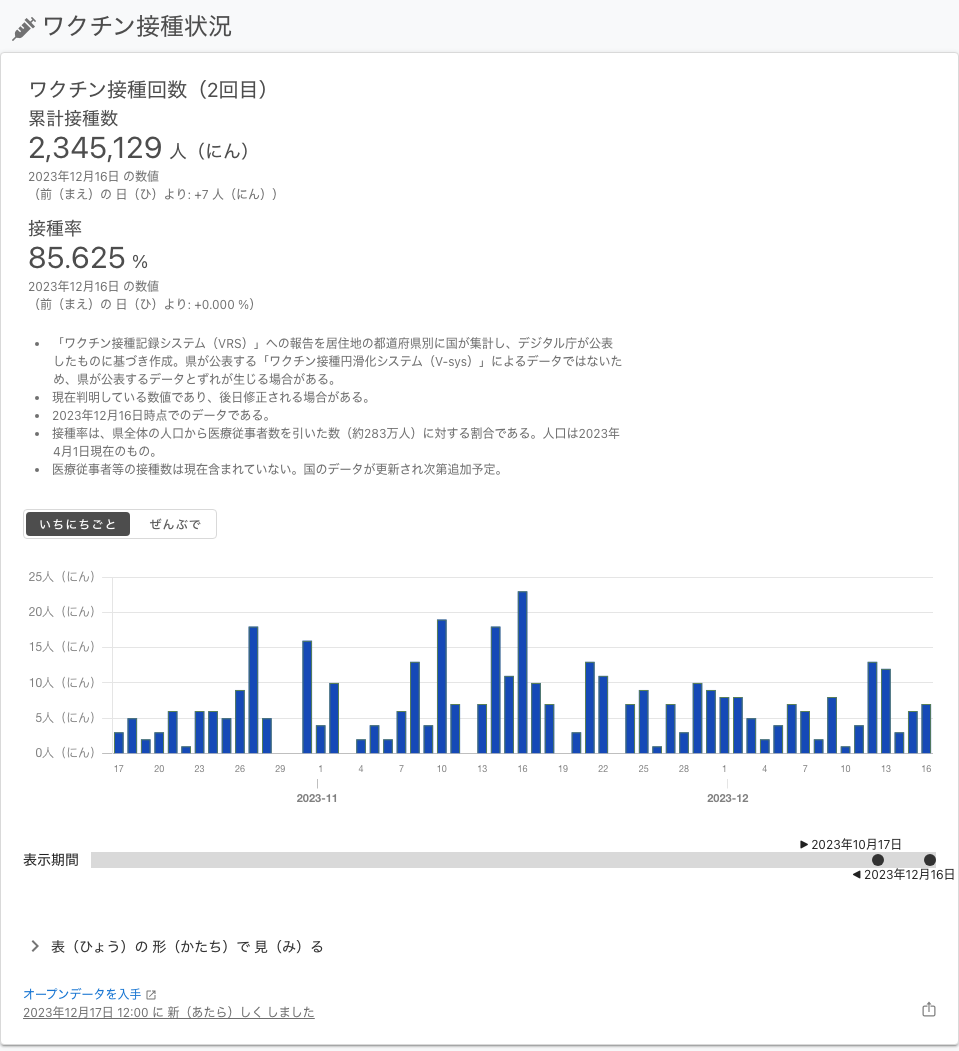 ワクチン接種状況
ワクチン接種回数（2回目）
累計接種数
2,345,129 人（にん）
2023年12月16日 の数値
（前（まえ）の 日（ひ）より: +7 人（にん））
接種率
85.625 %
2023年12月16日 の数値
（前（まえ）の 日（ひ）より: +0.000 %）
• 「ワクチン接種記録システム（VRS）」への報告を居住地の都道府県別に国が集計し、デジタル庁が公表
したものに基づき作成。県が公表する「ワクチン接種円滑化システム（V-sys）」によるデータではないた
め、県が公表するデータとずれが生じる場合がある。
• 現在判明している数値であり、後日修正される場合がある。
• 2023年12月16日時点でのデータである。
• 接種率は、県全体の人口から医療従事者数を引いた数（約283万人）に対する割合である。人口は2023年
4月1日現在のもの。
• 医療従事者等の接種数は現在含まれていない。国のデータが更新され次第追加予定。
いちにちごと ぜんぶで
25人（にん）
20人（にん）
15人（にん）
10人（にん）
5人（にん）
0人（にん）
17 20 23 26 29 1 4 7 10 13 16 19 22 25 28 1 4 7 10 13 16
2023-11 2023-12
▶ 2023年10月17日
表示期間
◀ 2023年12月16日
表（ひょう）の 形（かたち）で 見（み）る
オープンデータを入手
2023年12月17日 12:00 に 新（あたら）しく しました